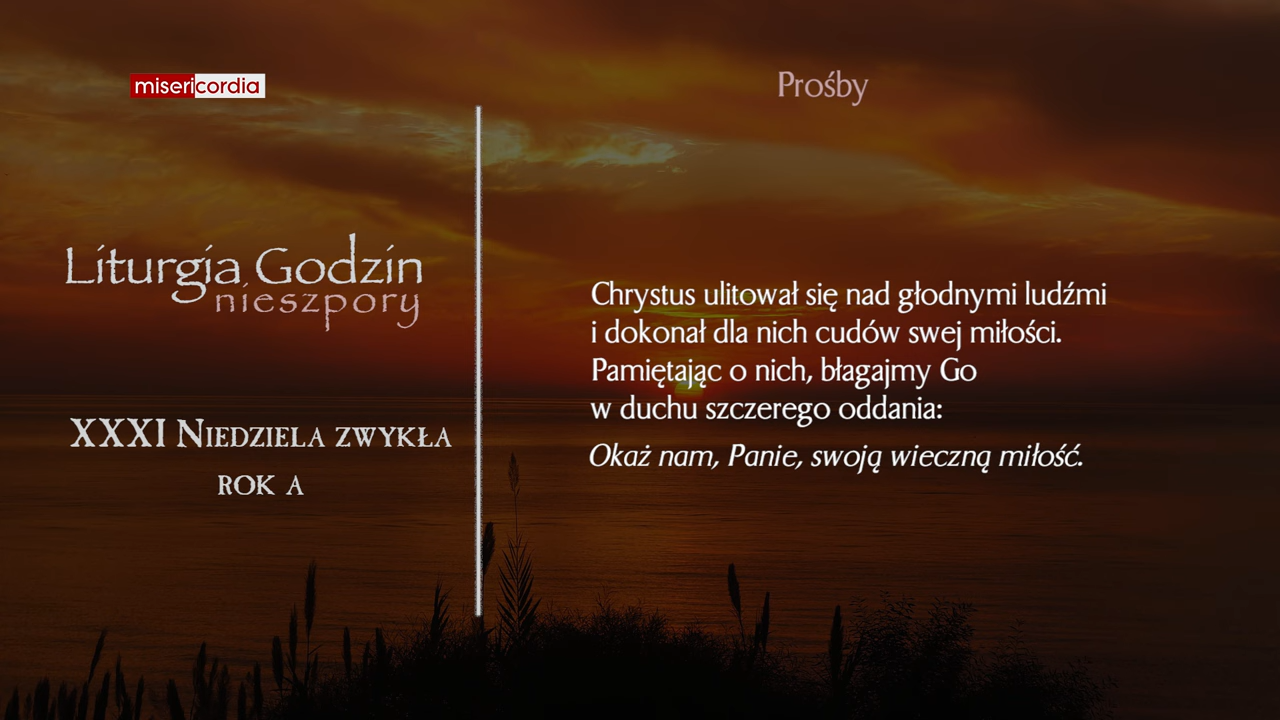 misericordia
Prośby
Liturgia Godzin
nieszpory
XXXI Niedziela zwykła
rok A
Chrystus ulitował się nad głodnymi ludźmi
i dokonał dla nich cudów swej miłości.
Pamiętając o nich, błagajmy Go
w duchu szczerego oddania:
Okaż nam, Panie, swoją wieczną miłość.